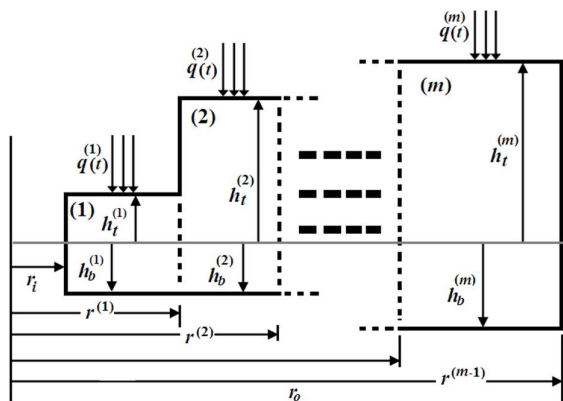 q(t)^(1)
q(t)^(2)
q(t)^(m)
(1)
(2)
(m)
h_t^(1)
h_t^(2)
h_t^(m)
h_b^(1)
h_b^(2)
h_b^(m)
r_i
r^(1)
r^(2)
r^(m-1)
r_o